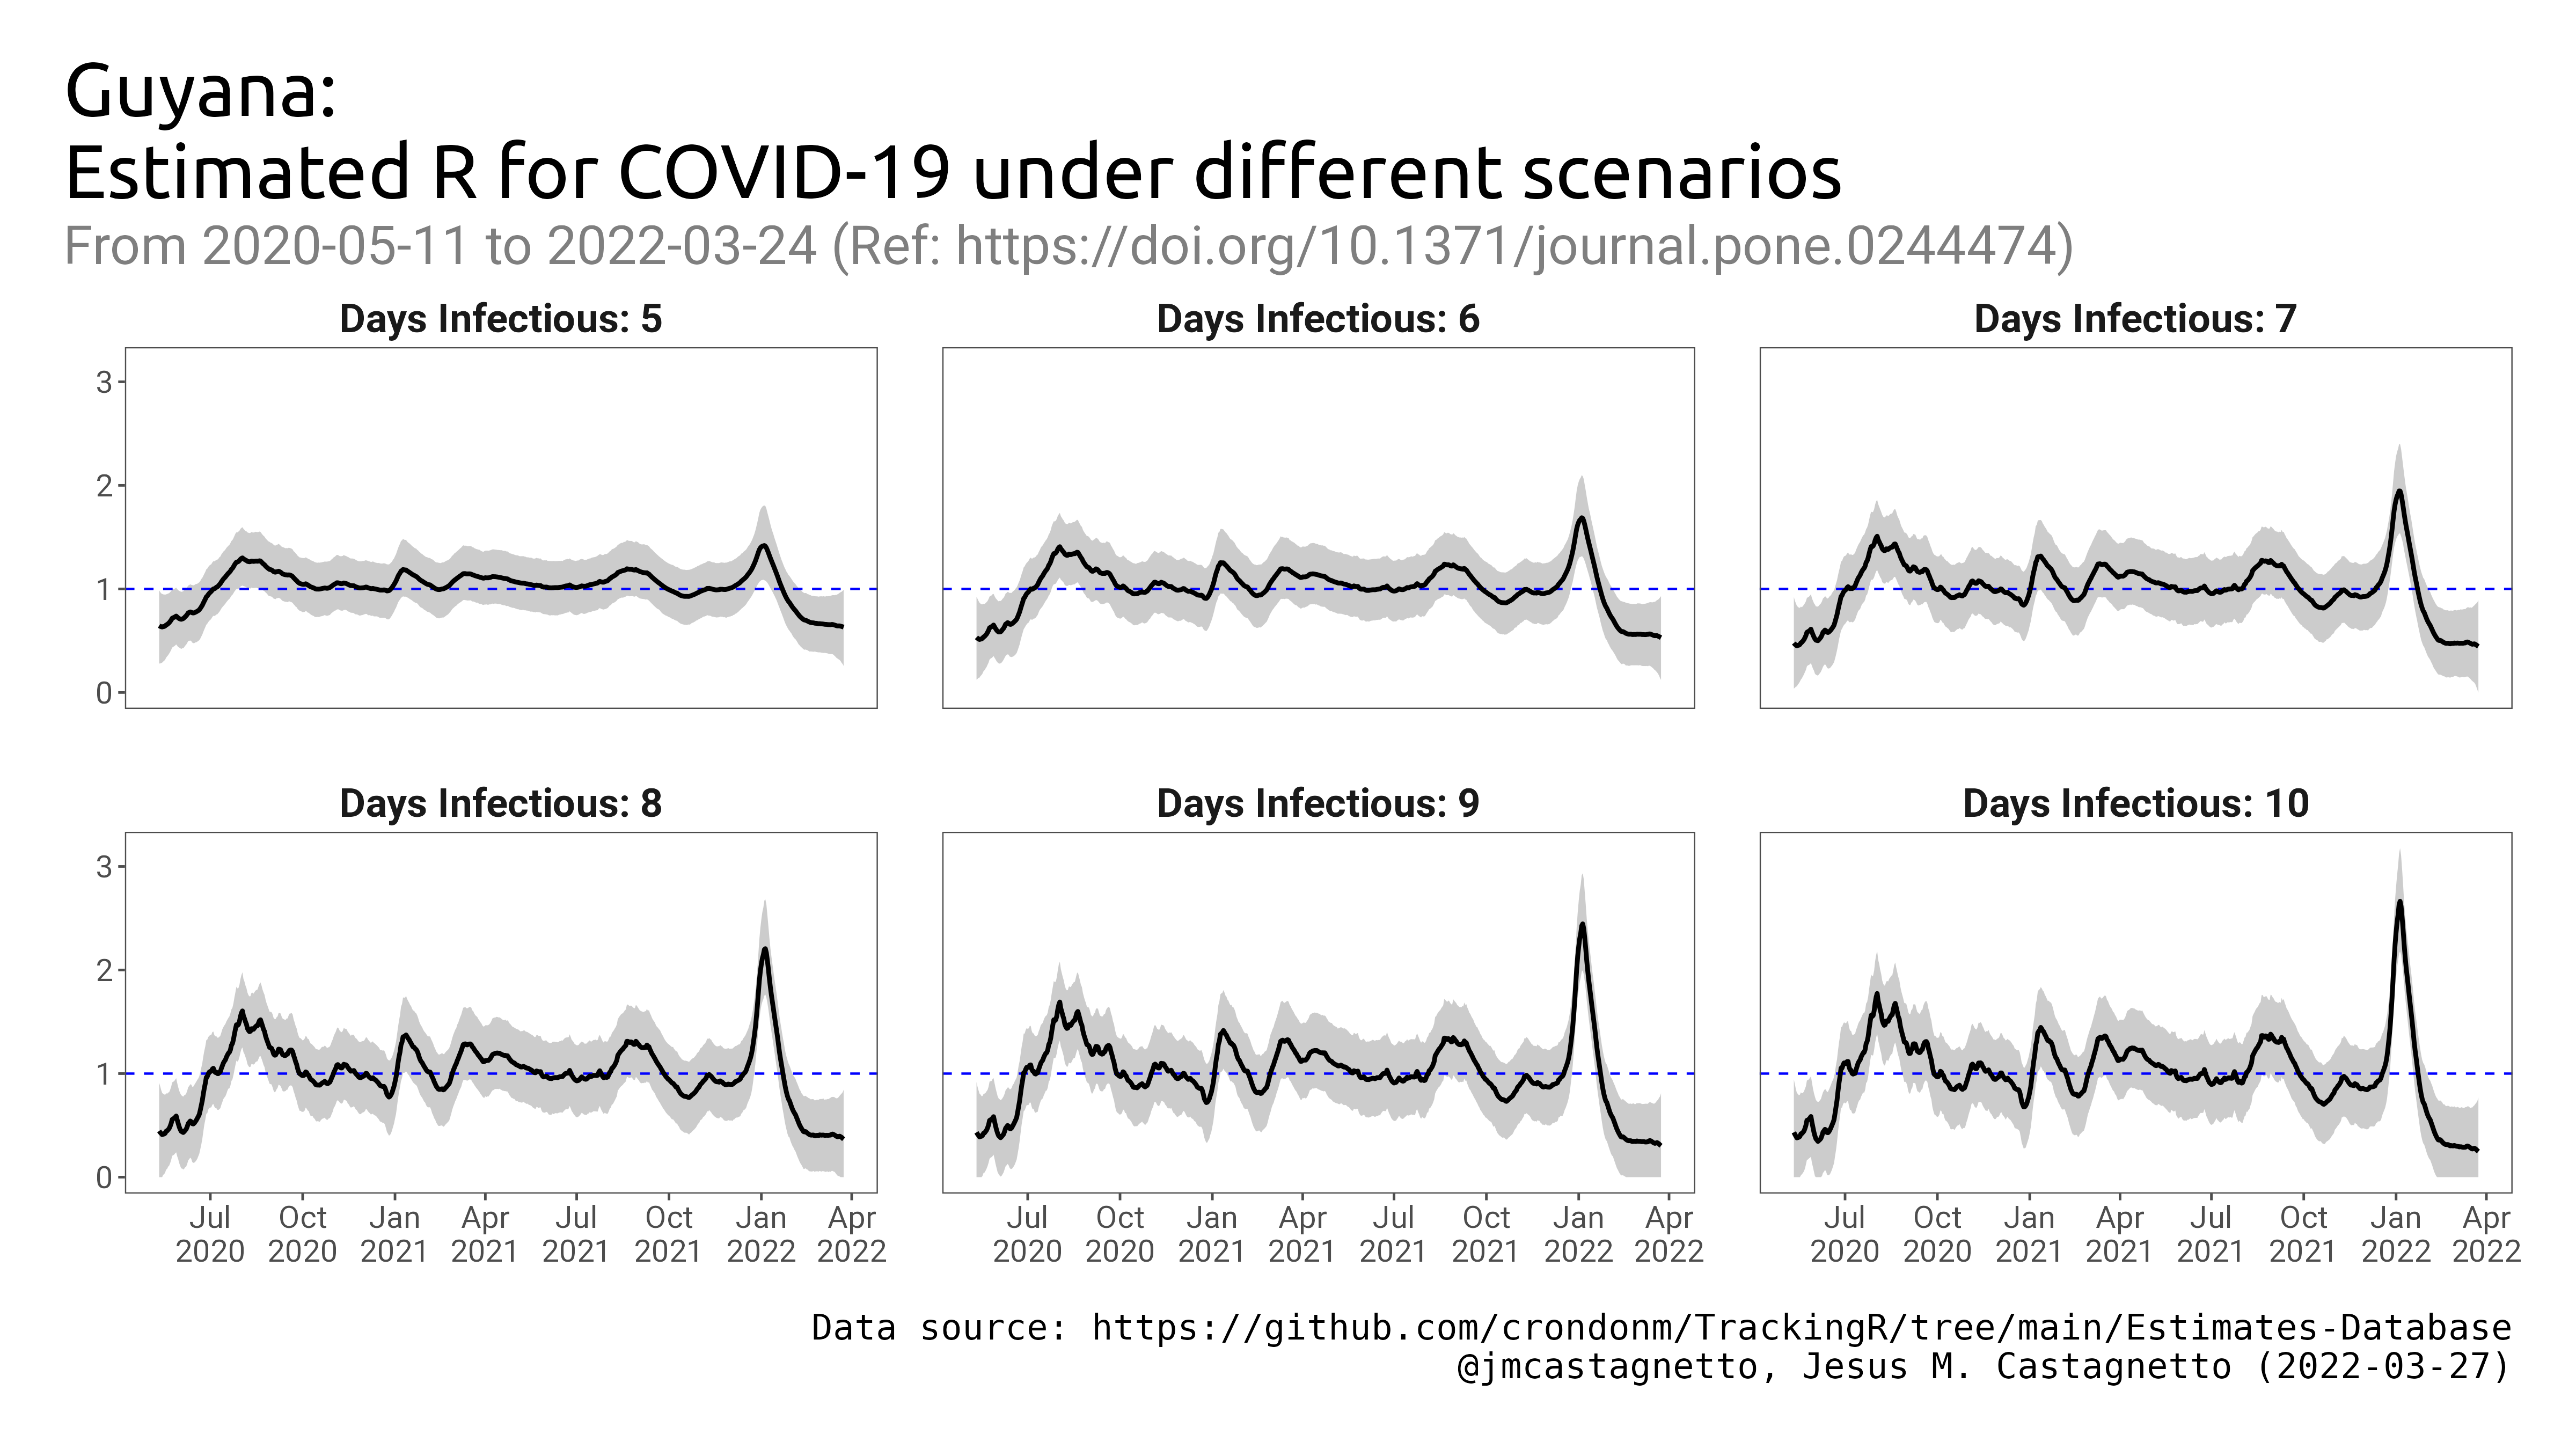 Guyana:
Estimated R for COVID-19 under different scenarios
From 2020-05-11 to 2022-03-24 (Ref: https://doi.org/10.1371/journal.pone.0244474)
Days Infectious: 5
Days Infectious: 6
Days Infectious: 7
3
2
1
0
Days Infectious: 8
Days Infectious: 9
Days Infectious: 10
3
2
1
0
Jul Oct Jan Apr Jul Oct Jan Apr
2020 2020 2021 2021 2021 2021 2022 2022
Jul Oct Jan Apr Jul Oct Jan Apr
2020 2020 2021 2021 2021 2021 2022 2022
Jul Oct Jan Apr Jul Oct Jan Apr
2020 2020 2021 2021 2021 2021 2022 2022
Data source: https://github.com/crondonm/TrackingR/tree/main/Estimates-Database
@jmcastagnetto, Jesus M. Castagnetto (2022-03-27)